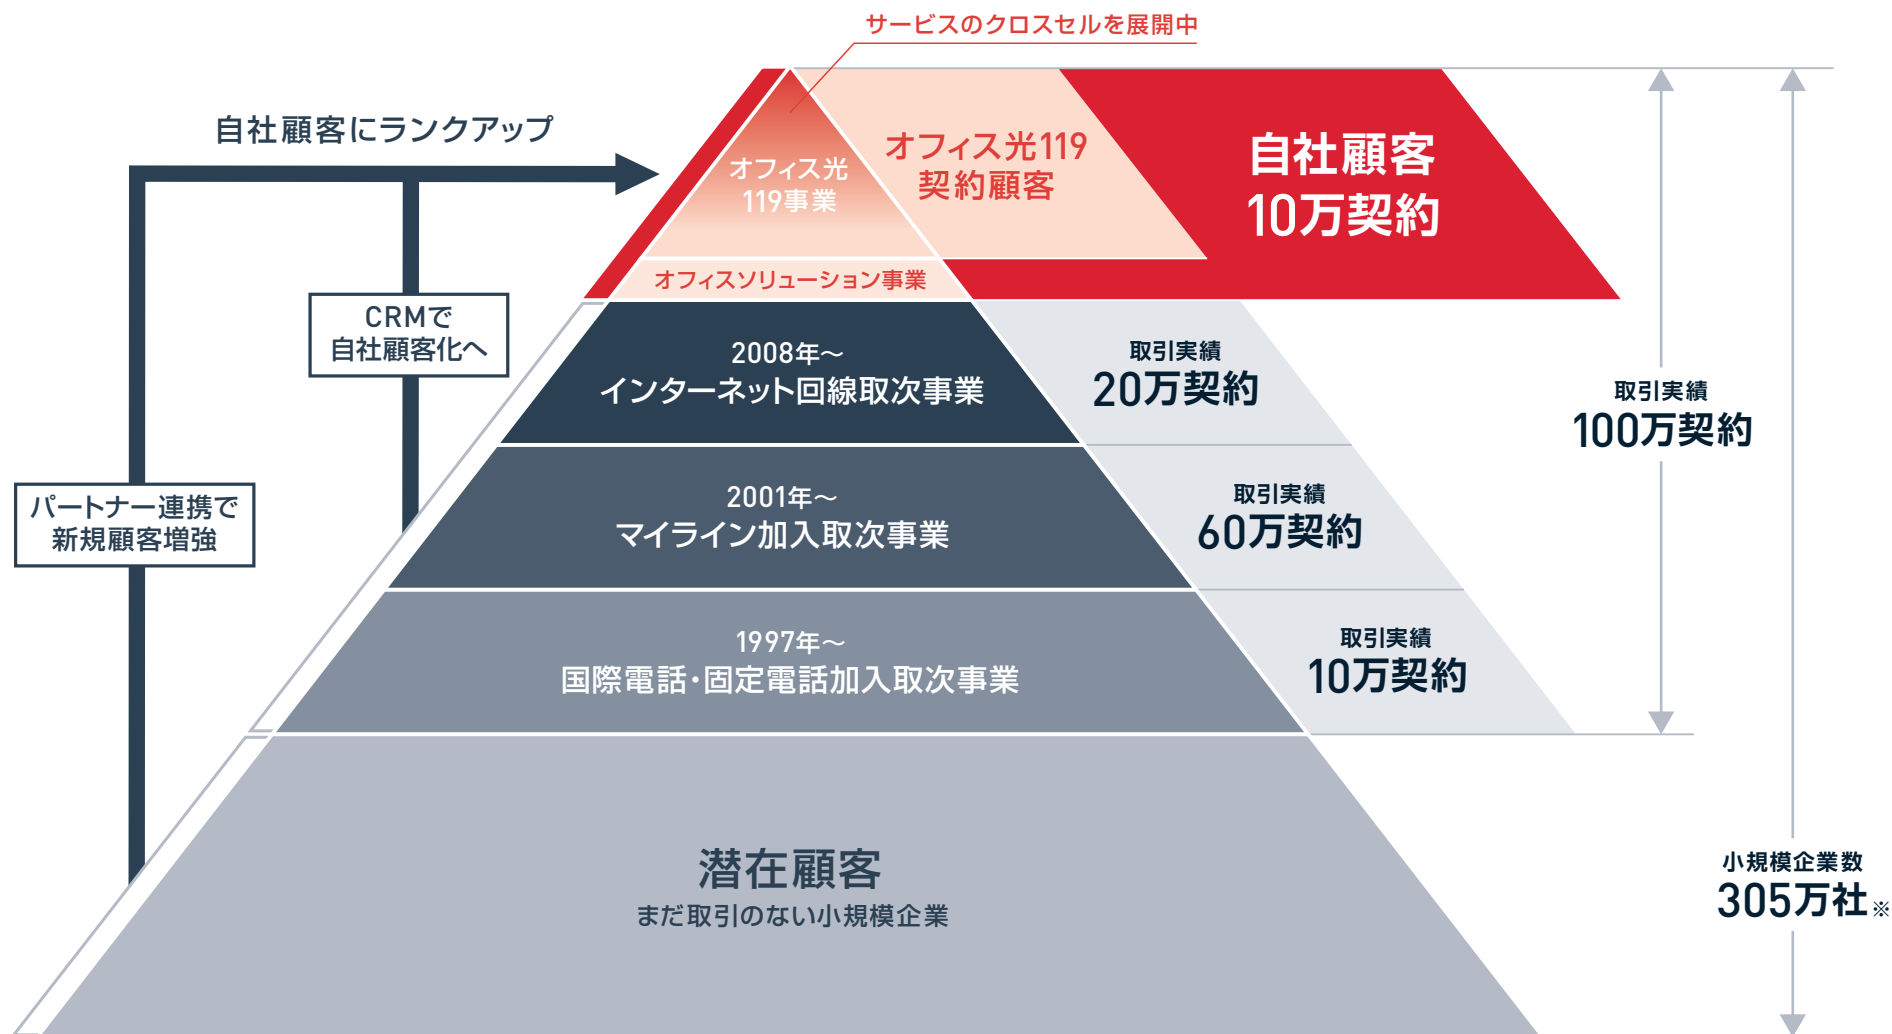 サービスのクロスセルを展開中
自社顧客にランクアップ
オフィス光
119事業
オフィス光119
契約顧客
自社顧客
10万契約
オフィスソリューション事業
CRMで
自社顧客化へ
2008年〜
インターネット回線取次事業
取引実績
20万契約
取引実績
100万契約
パートナー連携で
新規顧客増強
2001年〜
マイライン加入取次事業
取引実績
60万契約
1997年〜
国際電話・固定電話加入取次事業
取引実績
10万契約
潜在顧客
まだ取引のない小規模企業
小規模企業数
305万社※